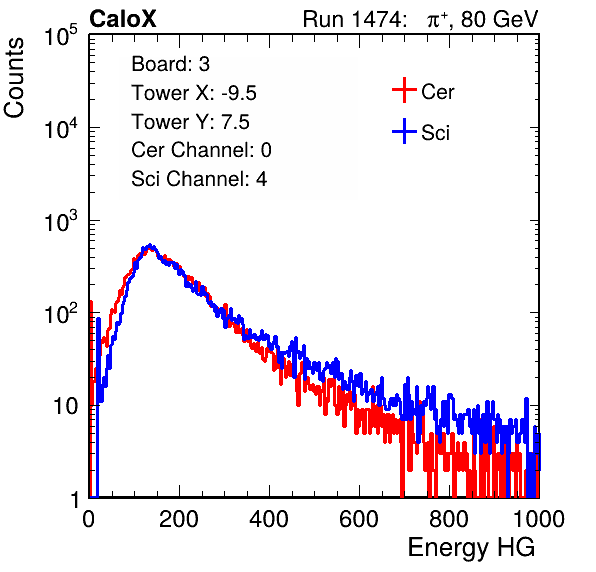 CaloX Run 1474: π⁺, 80 GeV
Counts
10⁵
10⁴
10³
10²
10
1
Board: 3
Tower X: -9.5
Tower Y: 7.5
Cer Channel: 0
Sci Channel: 4
Cer
Sci
0 200 400 600 800 1000
Energy HG